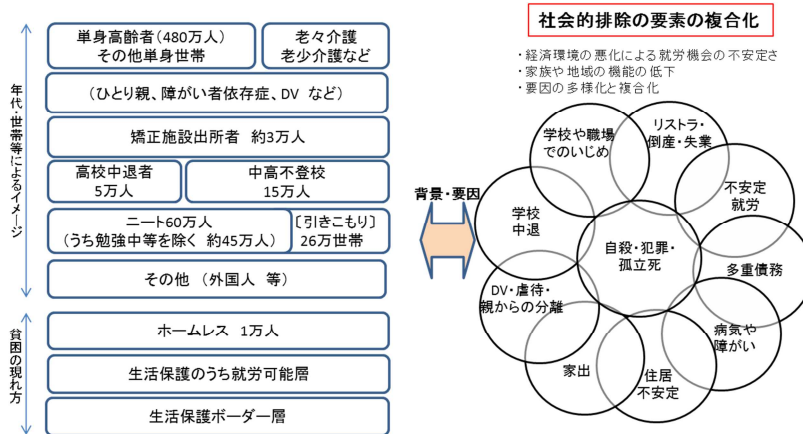 年代・世帯等によるイメージ
単身高齢者(480万人)
その他単身世帯
老々介護
老少介護など
(ひとり親、障がい者依存症、DV など)
矯正施設出所者 約3万人
高校中退者
5万人
中高不登校
15万人
ニート60万人
(うち勉強中等を除く 約45万人)
〔引きこもり〕
26万世帯
その他 (外国人 等)
貧困の現れ方
ホームレス 1万人
生活保護のうち就労可能層
生活保護ボーダー層
背景・要因
社会的排除の要素の複合化
・経済環境の悪化による就労機会の不安定さ
・家族や地域の機能の低下
・要因の多様化と複合化
学校や職場
でのいじめ
リストラ・
倒産・失業
不安定
就労
多重債務
病気や
障がい
住居
不安定
家出
DV・虐待・
親からの分離
学校
中退
自殺・犯罪・
孤立死